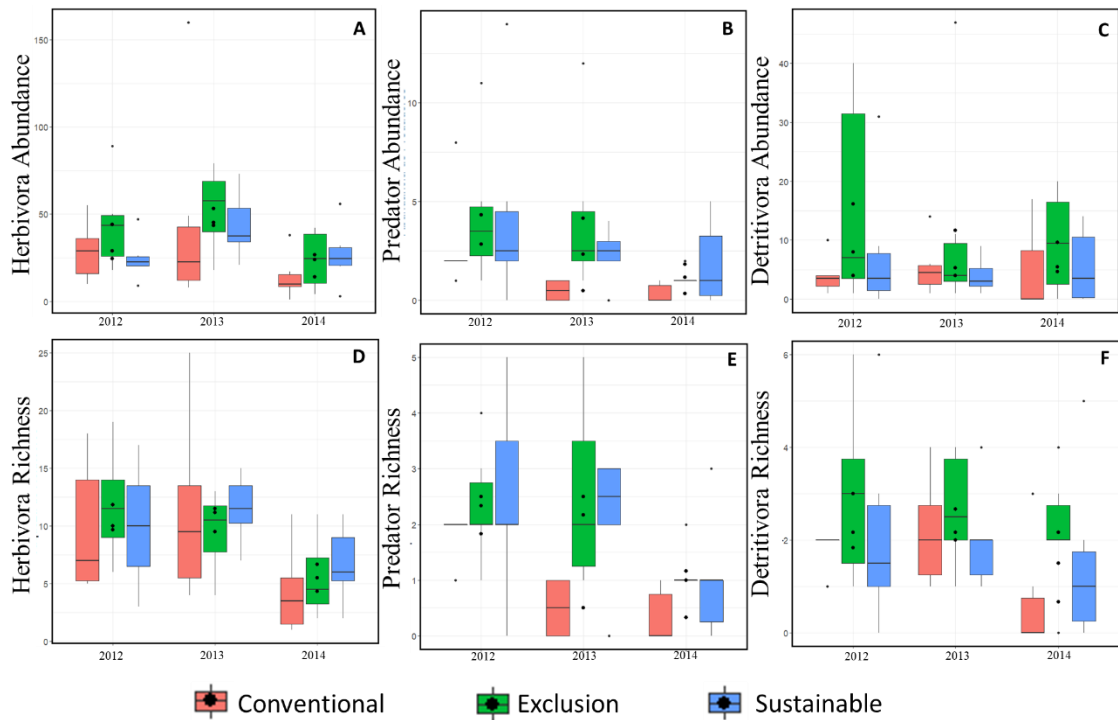 A
Herbivora Abundance
150
100
50
0
2012 2013 2014
B
Predator Abundance
10
5
0
2012 2013 2014
C
Detritivora Abundance
40
30
20
10
0
2012 2013 2014
D
Herbivora Richness
25
20
15
10
5
0
2012 2013 2014
E
Predator Richness
5
4
3
2
1
0
2012 2013 2014
F
Detritivora Richness
6
4
2
0
2012 2013 2014
Conventional Exclusion Sustainable